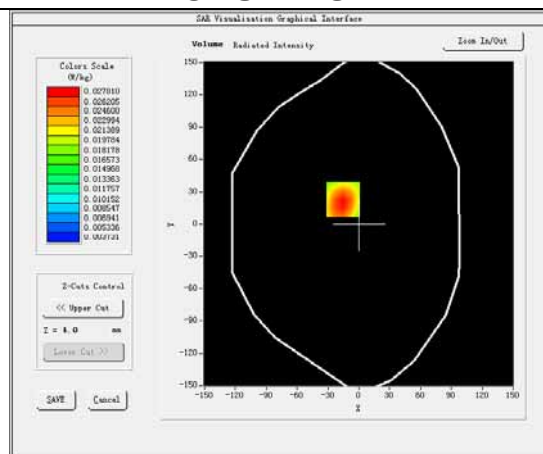 SAR Visualisation Graphical Interface
Volume Radiated Intensity
Zoom In/Out
Colors Scale
(W/kg)
0.027810
0.026205
0.024600
0.022994
0.021389
0.019784
0.018178
0.016573
0.014968
0.013363
0.011757
0.010152
0.008547
0.006941
0.005336
0.003731
Z-Cuts Control
<< Upper Cut
Z = 4.0 mm
Lower Cut >>
SAVE
Cancel
150
120
90
60
30
0
-30
-60
-90
-120
-150
Y
-150 -120 -90 -60 -30 0 30 60 90 120 150
X